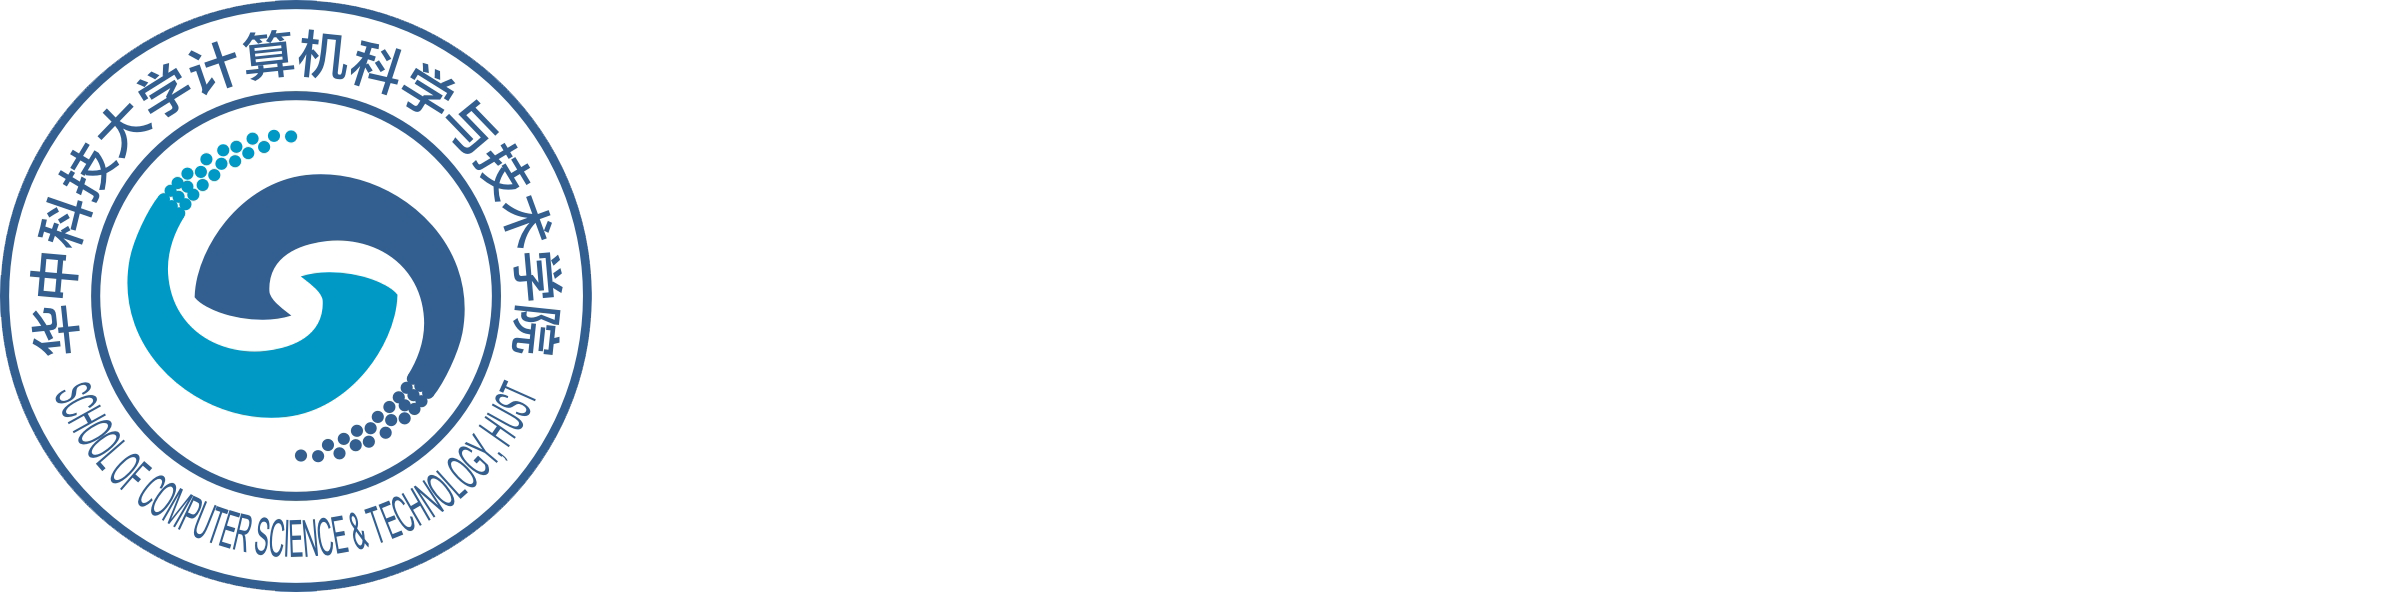 华中科技大学计算机科学与技术学院
SCHOOL OF COMPUTER SCIENCE & TECHNOLOGY, HUST